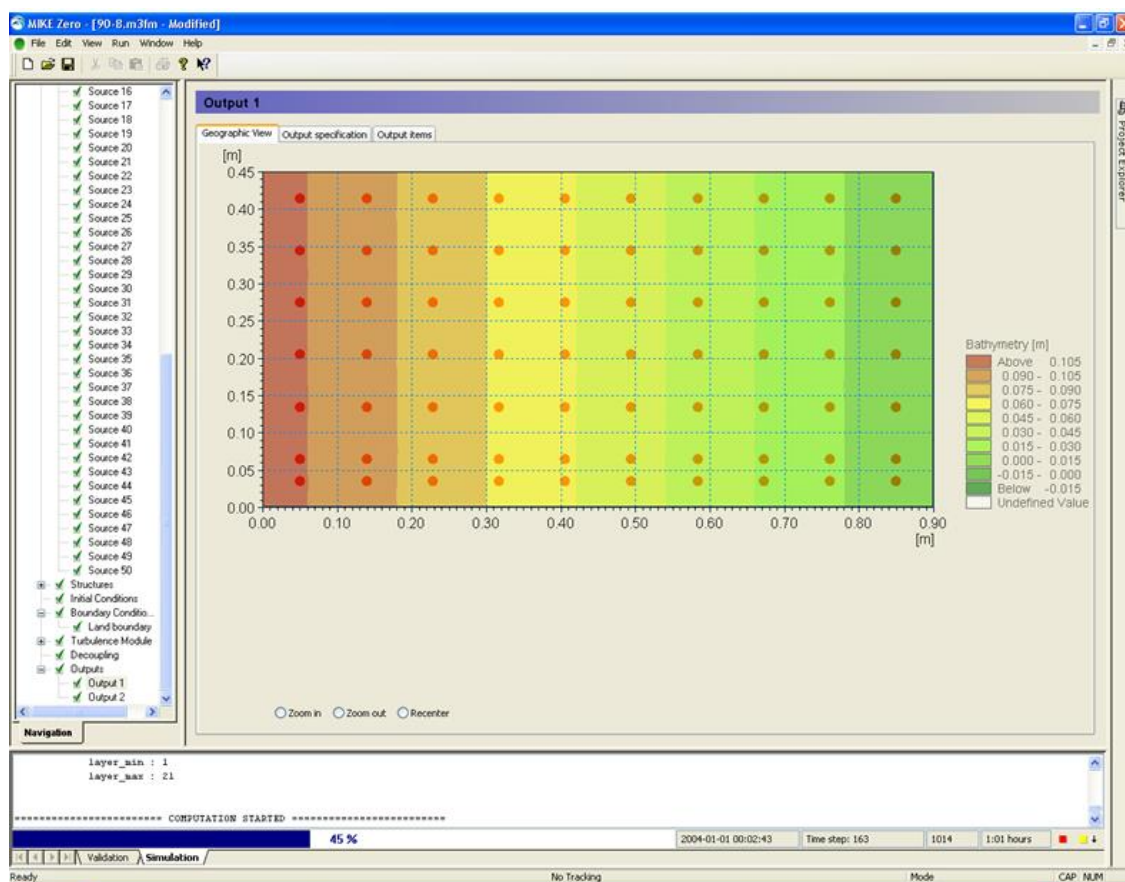 MIKE Zero - [90-8.m3fm - Modified]
File Edit View Run Window Help
Source 16
Source 17
Source 18
Source 19
Source 20
Source 21
Source 22
Source 23
Source 24
Source 25
Source 26
Source 27
Source 28
Source 29
Source 30
Source 31
Source 32
Source 33
Source 34
Source 35
Source 36
Source 37
Source 38
Source 39
Source 40
Source 41
Source 42
Source 43
Source 44
Source 45
Source 46
Source 47
Source 48
Source 49
Source 50
Structures
Initial Conditions
Boundary Conditio...
Land boundary
Turbulence Module
Decoupling
Outputs
Output 1
Output 2
Navigation
Output 1
Geographic View Output specification Output items
[m]
0.45
0.40
0.35
0.30
0.25
0.20
0.15
0.10
0.05
0.00
0.00 0.10 0.20 0.30 0.40 0.50 0.60 0.70 0.80 0.90
[m]
Bathymetry [m]
Above 0.105
0.090 - 0.105
0.075 - 0.090
0.060 - 0.075
0.045 - 0.060
0.030 - 0.045
0.015 - 0.030
0.000 - 0.015
-0.015 - 0.000
Below -0.015
Undefined Value
Zoom in Zoom out Recenter
Project Explorer
layer_min : 1
layer_max : 21
======================== COMPUTATION STARTED =========================
45 % 2004-01-01 00:02:43 Time step: 163 1014 1:01 hours
Validation Simulation
Ready No Tracking Mode CAP NUM